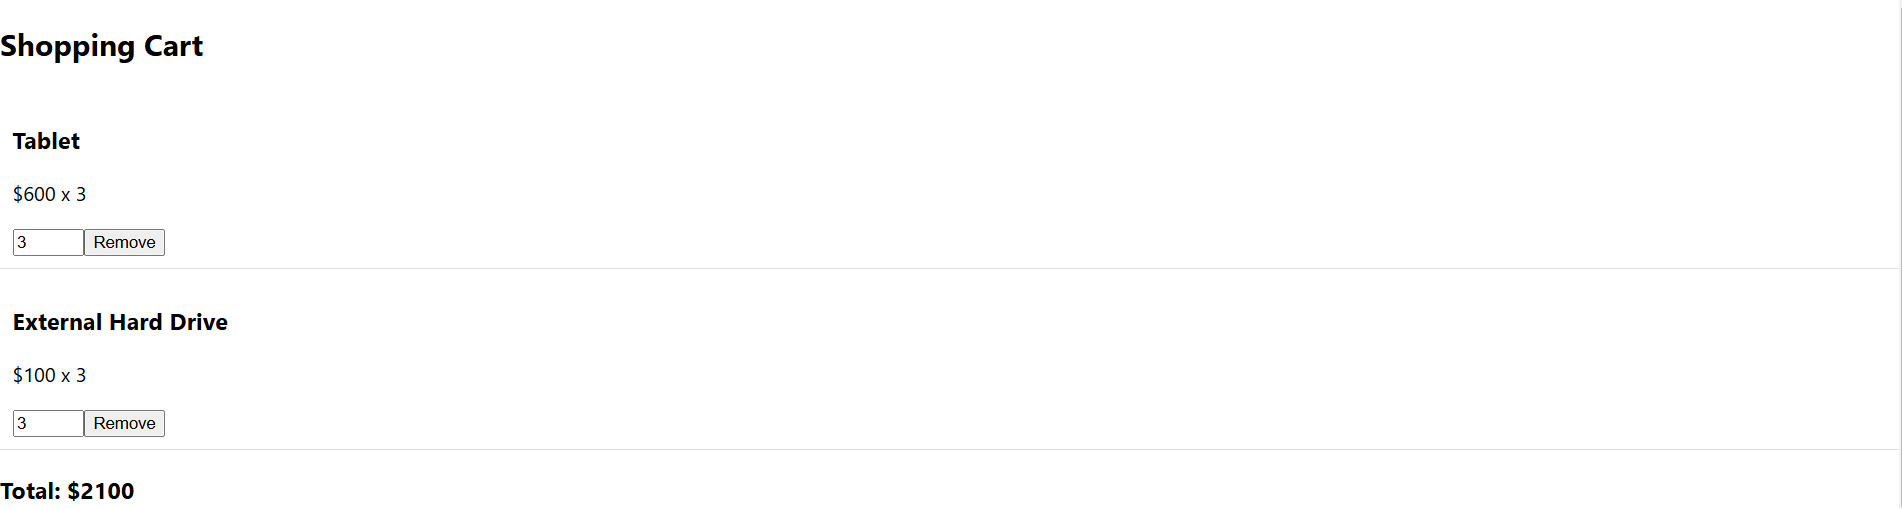 Shopping Cart
Tablet
$600 x 3
3 Remove
External Hard Drive
$100 x 3
3 Remove
Total: $2100